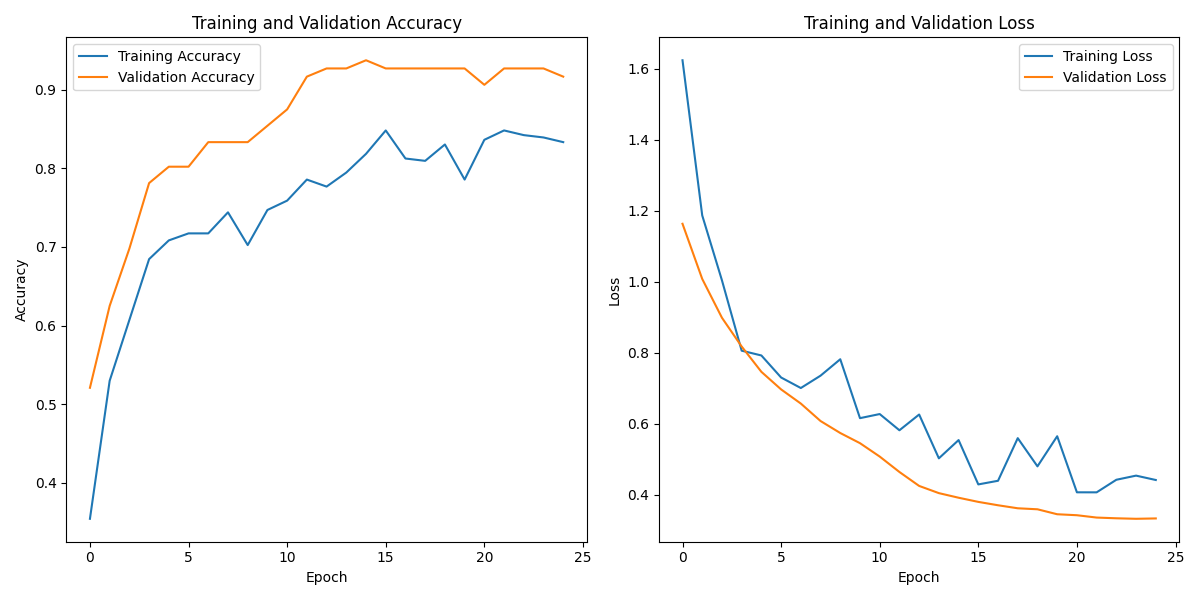 Training and Validation Accuracy
Training Accuracy
Validation Accuracy
0.9
0.8
0.7
0.6
0.5
0.4
Accuracy
0 5 10 15 20 25
Epoch
Training and Validation Loss
Training Loss
Validation Loss
1.6
1.4
1.2
1.0
0.8
0.6
0.4
Loss
0 5 10 15 20 25
Epoch